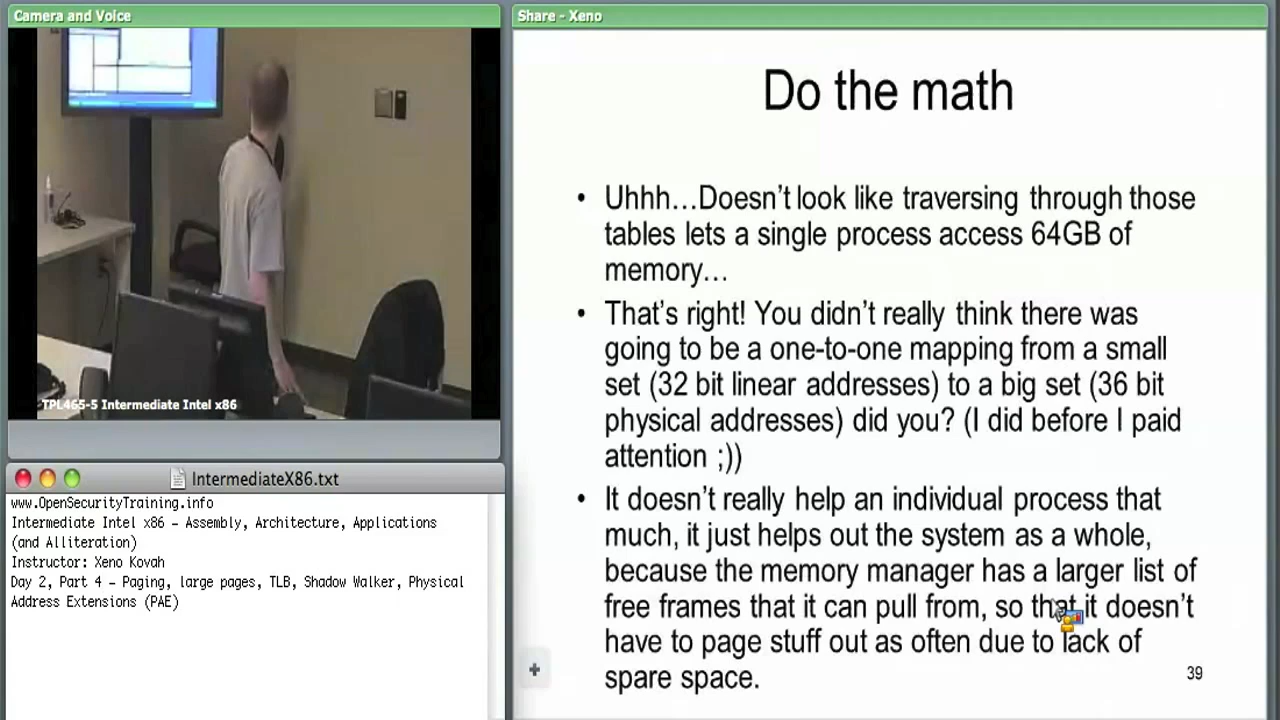 Camera and Voice
TPL465-5 Intermediate Intel x86
IntermediateX86.txt
www.OpenSecurityTraining.info
Intermediate Intel x86 – Assembly, Architecture, Applications
(and Alliteration)
Instructor: Xeno Kovah
Day 2, Part 4 – Paging, large pages, TLB, Shadow Walker, Physical
Address Extensions (PAE)
Share - Xeno
Do the math
• Uhhh…Doesn’t look like traversing through those
tables lets a single process access 64GB of
memory…
• That’s right! You didn’t really think there was
going to be a one-to-one mapping from a small
set (32 bit linear addresses) to a big set (36 bit
physical addresses) did you? (I did before I paid
attention ;))
• It doesn’t really help an individual process that
much, it just helps out the system as a whole,
because the memory manager has a larger list of
free frames that it can pull from, so that it doesn’t
have to page stuff out as often due to lack of
spare space.
39